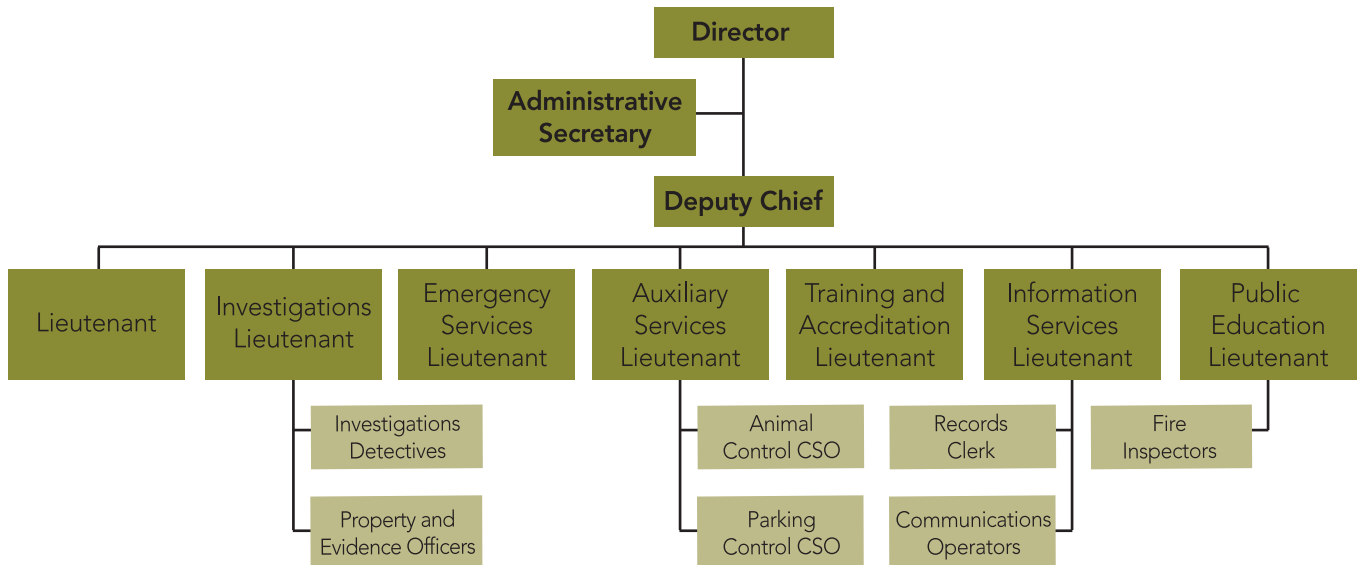 Director
Administrative
Secretary
Deputy Chief
Lieutenant
Investigations
Lieutenant
Emergency
Services
Lieutenant
Auxiliary
Services
Lieutenant
Training and
Accreditation
Lieutenant
Information
Services
Lieutenant
Public
Education
Lieutenant
Investigations
Detectives
Animal
Control CSO
Records
Clerk
Fire
Inspectors
Property and
Evidence Officers
Parking
Control CSO
Communications
Operators